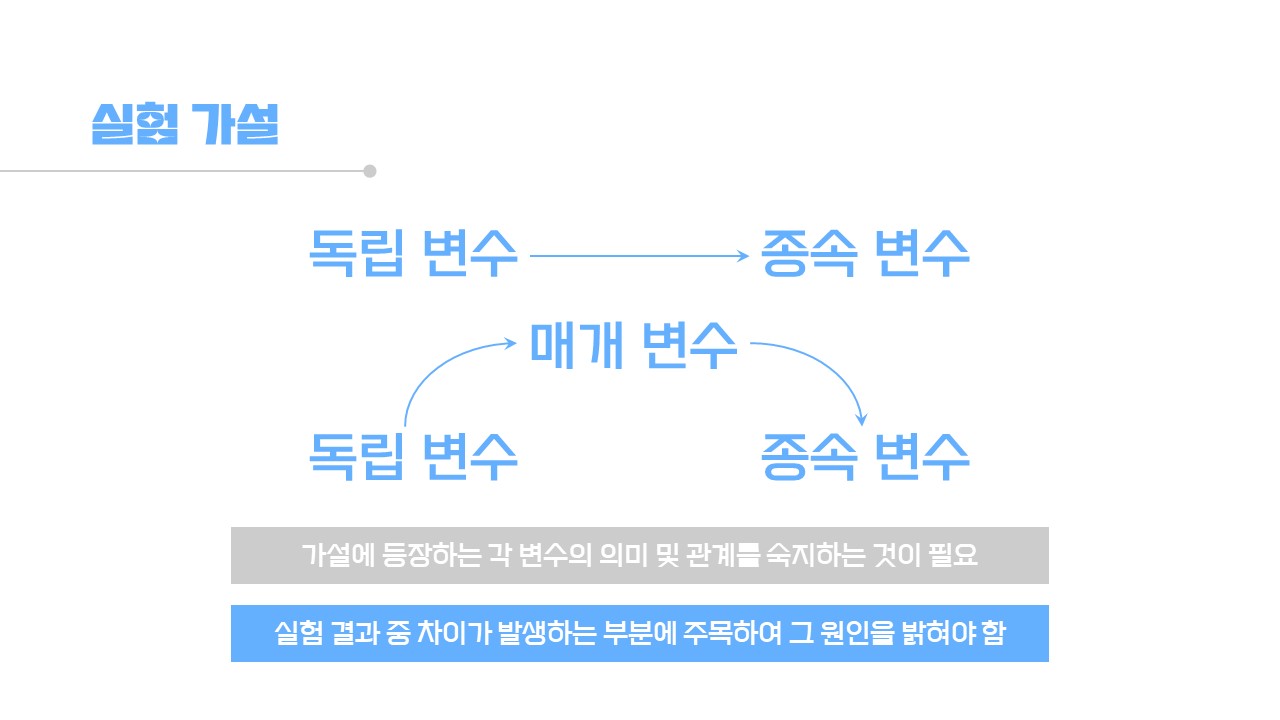 실험 가설
독립 변수
종속 변수
매개 변수
독립 변수
종속 변수
가설에 등장하는 각 변수의 의미 및 관계를 숙지하는 것이 필요
실험 결과 중 차이가 발생하는 부분에 주목하여 그 원인을 밝혀야 함